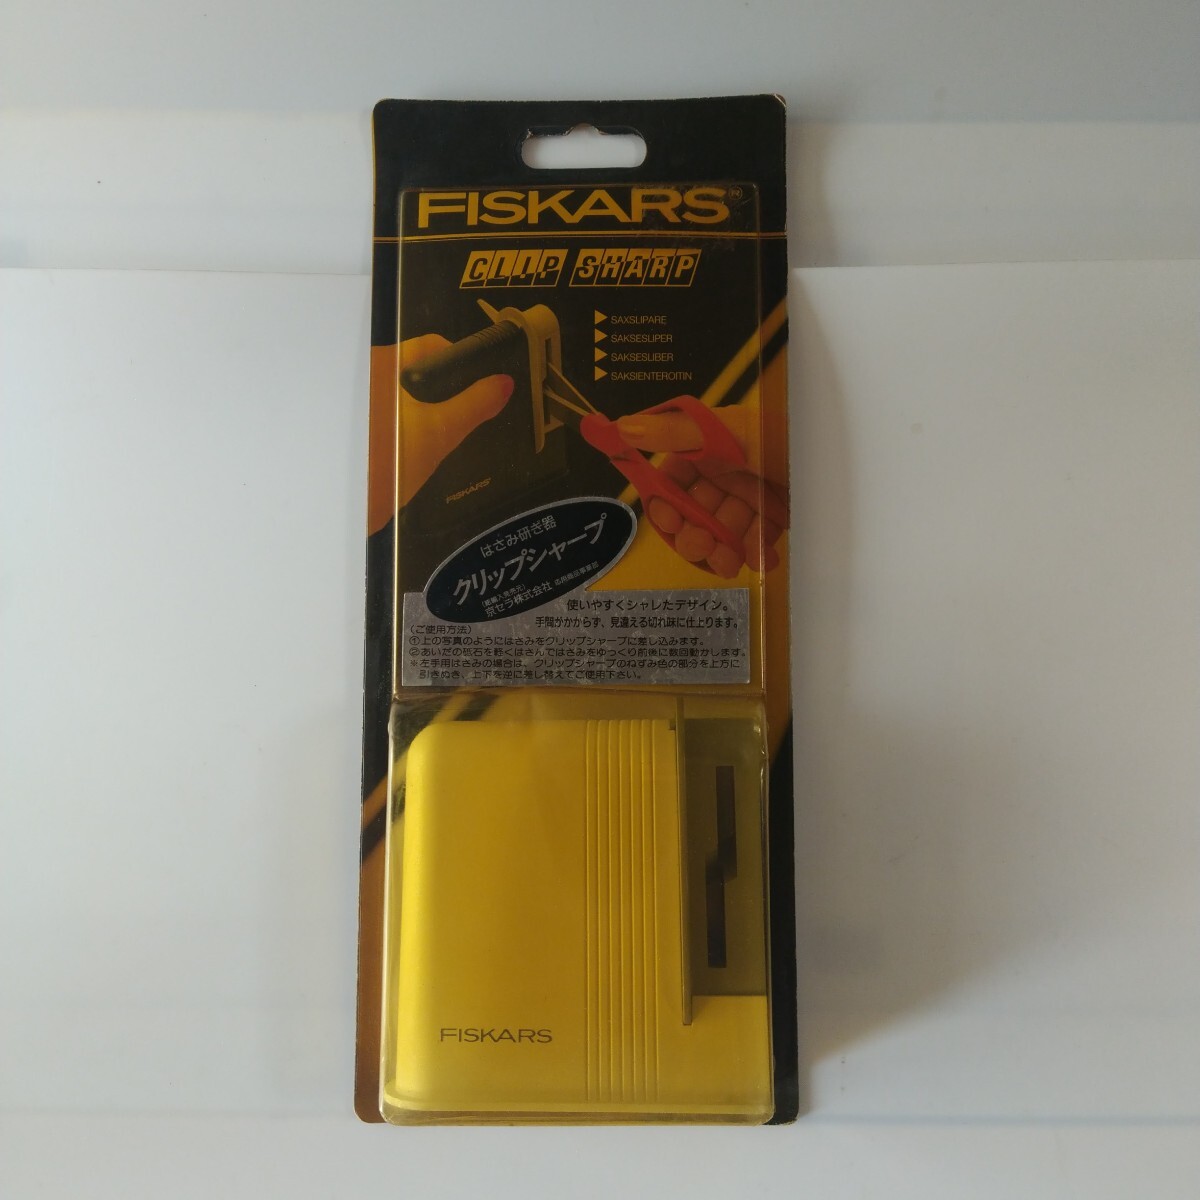 FISKARS®
CLIP SHARP
SAXSLIPARE
SAKSESLIPER
SAKSESLIBER
SAKSIENTEROITIN
FISKARS
はさみ研ぎ器
クリップシャープ
京セラ株式会社 応用商品事業部
使いやすくシャレたデザイン。
手間がかからず、見違える切れ味に仕上ります。
(ご使用方法)
①上の写真のようにはさみをクリップシャープに差し込みます。
②あいだの砥石を軽くはさんではさみをゆっくり前後に数回動かします。
※左手用はさみの場合は、クリップシャープのねずみ色の部分を上方に
引きぬき、上下を逆に差し替えてご使用下さい。
FISKARS